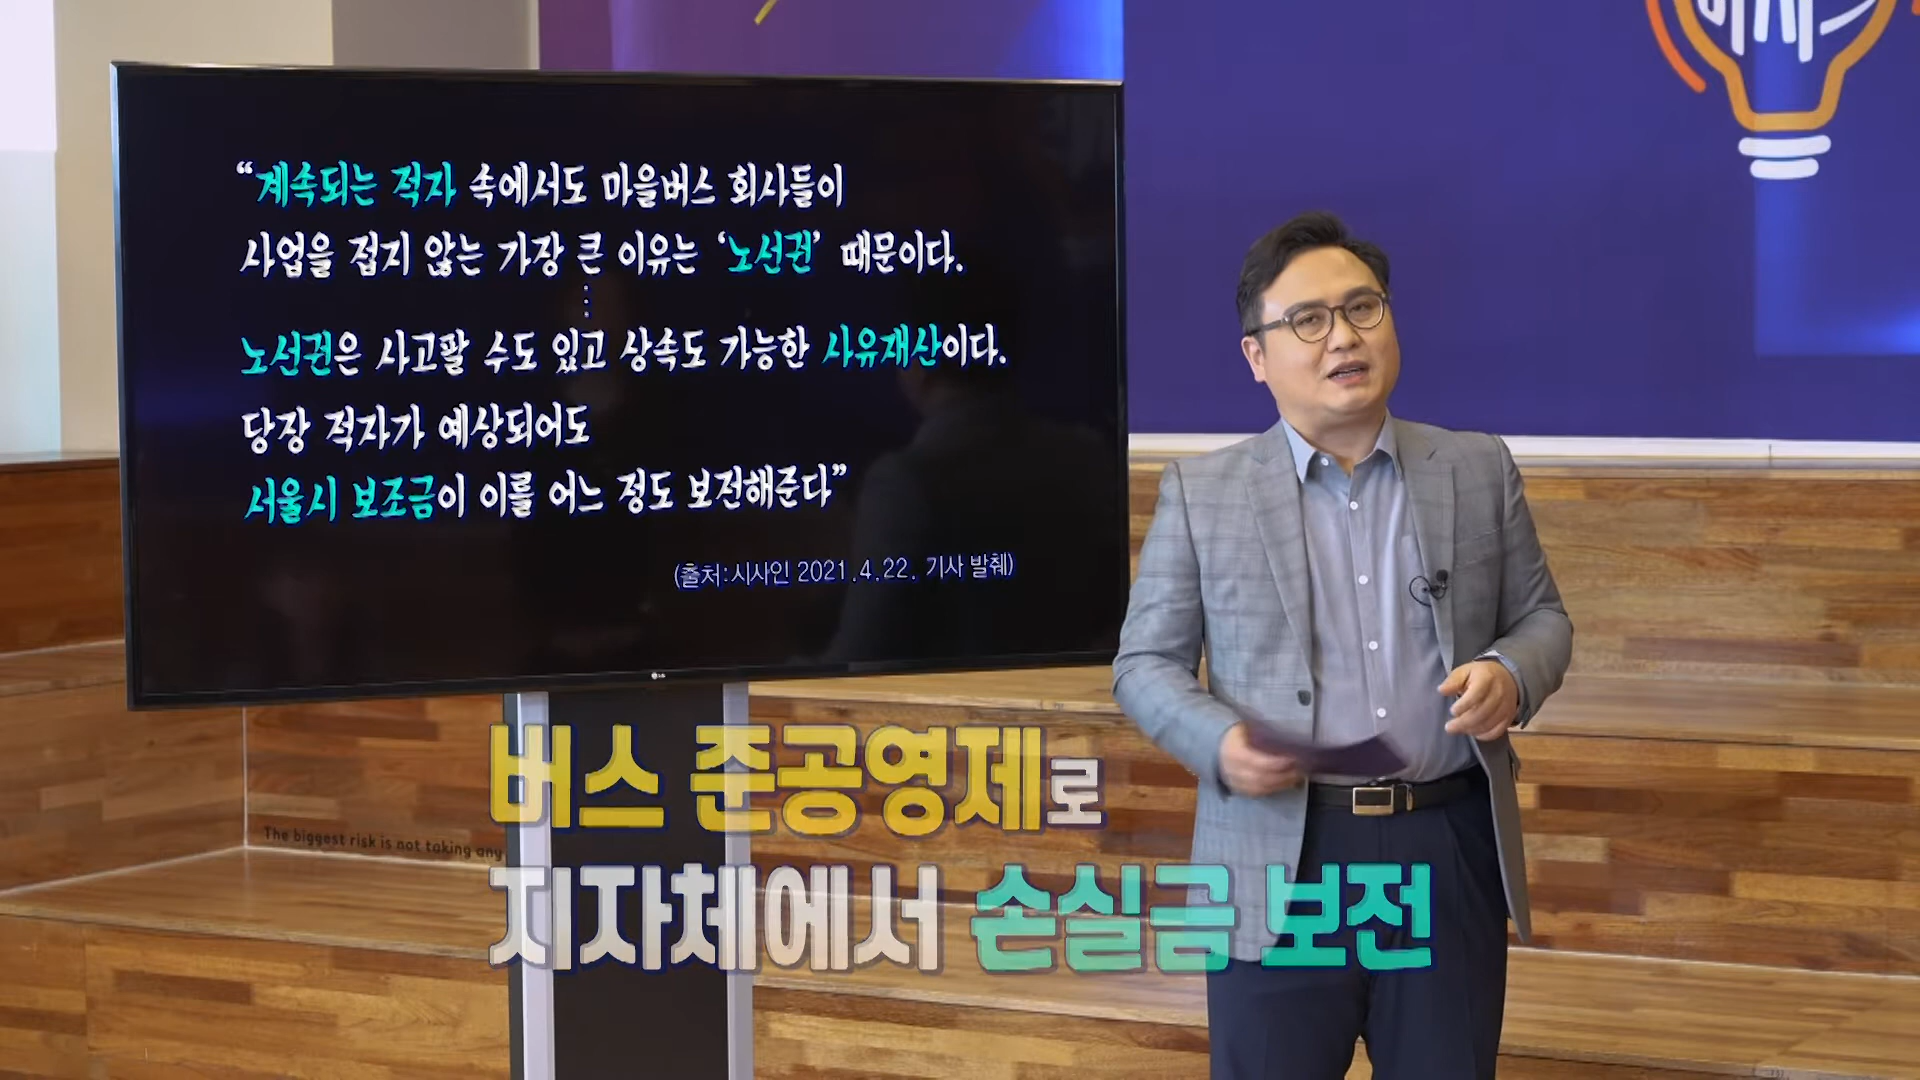 “계속되는 적자 속에서도 마을버스 회사들이
사업을 접지 않는 가장 큰 이유는 ‘노선권’ 때문이다.
⋮
노선권은 사고팔 수도 있고 상속도 가능한 사유재산이다.
당장 적자가 예상되어도
서울시 보조금이 이를 어느 정도 보전해준다”
(출처:시사인 2021.4.22. 기사 발췌)
LG
버스 준공영제로
The biggest risk is not taking any
지자체에서 손실금 보전